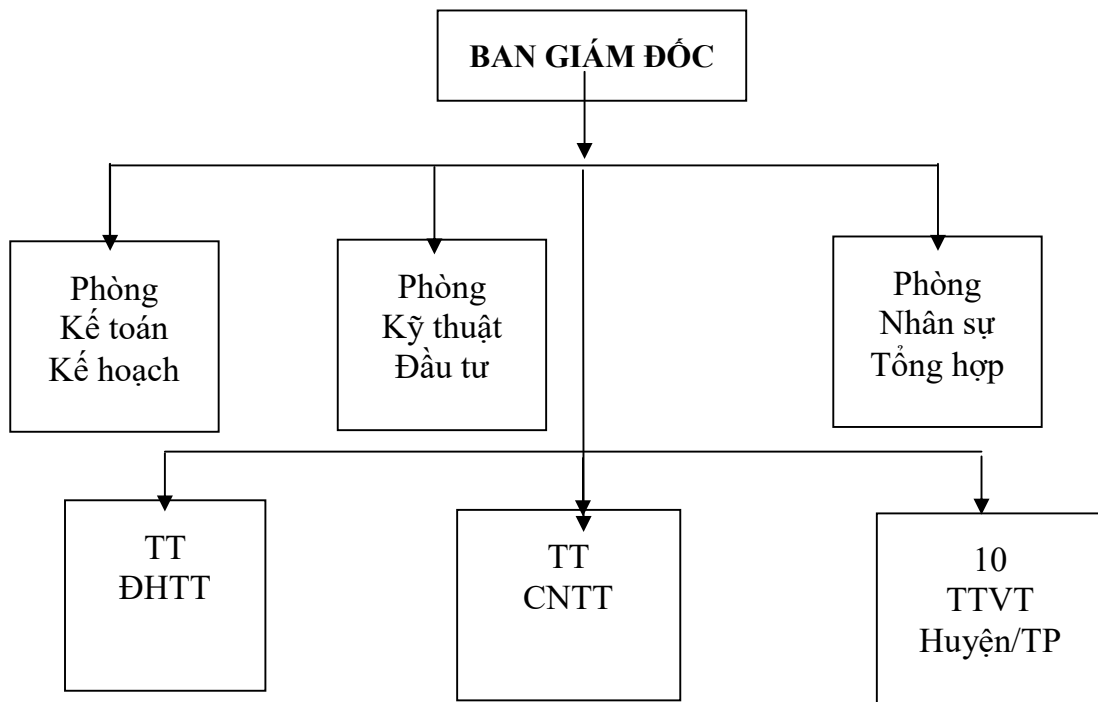 BAN GIÁM ĐỐC
Phòng
Kế toán
Kế hoạch
Phòng
Kỹ thuật
Đầu tư
Phòng
Nhân sự
Tổng hợp
TT
ĐHTT
TT
CNTT
10
TTVT
Huyện/TP